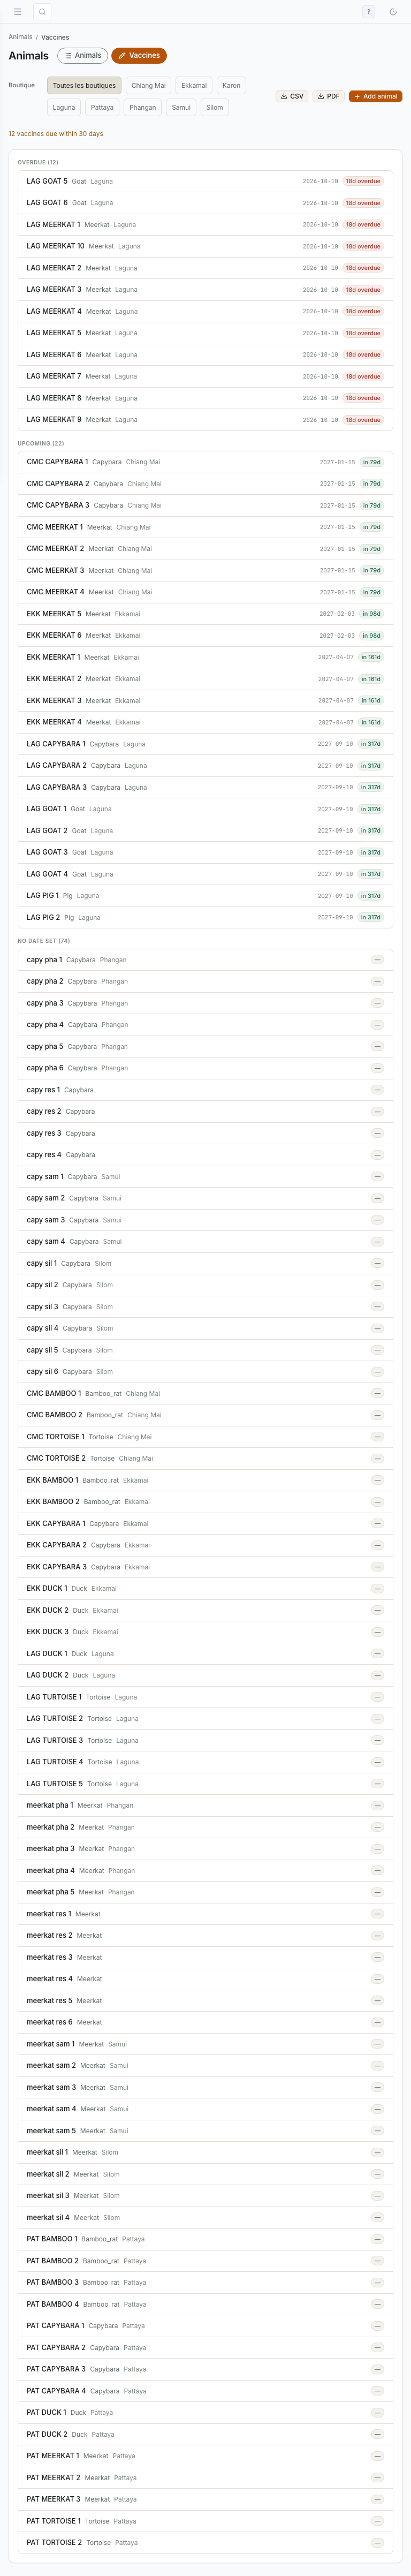 ?
Animals / Vaccines
Animals Animals Vaccines
Boutique Toutes les boutiques Chiang Mai Ekkamai Karon
Laguna Pattaya Phangan Samui Silom
CSV PDF + Add animal
12 vaccines due within 30 days
OVERDUE (12)
LAG GOAT 5 Goat Laguna 2026-10-10 18d overdue
LAG GOAT 6 Goat Laguna 2026-10-10 18d overdue
LAG MEERKAT 1 Meerkat Laguna 2026-10-10 18d overdue
LAG MEERKAT 10 Meerkat Laguna 2026-10-10 18d overdue
LAG MEERKAT 2 Meerkat Laguna 2026-10-10 18d overdue
LAG MEERKAT 3 Meerkat Laguna 2026-10-10 18d overdue
LAG MEERKAT 4 Meerkat Laguna 2026-10-10 18d overdue
LAG MEERKAT 5 Meerkat Laguna 2026-10-10 18d overdue
LAG MEERKAT 6 Meerkat Laguna 2026-10-10 18d overdue
LAG MEERKAT 7 Meerkat Laguna 2026-10-10 18d overdue
LAG MEERKAT 8 Meerkat Laguna 2026-10-10 18d overdue
LAG MEERKAT 9 Meerkat Laguna 2026-10-10 18d overdue
UPCOMING (22)
CMC CAPYBARA 1 Capybara Chiang Mai 2027-01-15 in 79d
CMC CAPYBARA 2 Capybara Chiang Mai 2027-01-15 in 79d
CMC CAPYBARA 3 Capybara Chiang Mai 2027-01-15 in 79d
CMC MEERKAT 1 Meerkat Chiang Mai 2027-01-15 in 79d
CMC MEERKAT 2 Meerkat Chiang Mai 2027-01-15 in 79d
CMC MEERKAT 3 Meerkat Chiang Mai 2027-01-15 in 79d
CMC MEERKAT 4 Meerkat Chiang Mai 2027-01-15 in 79d
EKK MEERKAT 5 Meerkat Ekkamai 2027-02-03 in 98d
EKK MEERKAT 6 Meerkat Ekkamai 2027-02-03 in 98d
EKK MEERKAT 1 Meerkat Ekkamai 2027-04-07 in 161d
EKK MEERKAT 2 Meerkat Ekkamai 2027-04-07 in 161d
EKK MEERKAT 3 Meerkat Ekkamai 2027-04-07 in 161d
EKK MEERKAT 4 Meerkat Ekkamai 2027-04-07 in 161d
LAG CAPYBARA 1 Capybara Laguna 2027-09-10 in 317d
LAG CAPYBARA 2 Capybara Laguna 2027-09-10 in 317d
LAG CAPYBARA 3 Capybara Laguna 2027-09-10 in 317d
LAG GOAT 1 Goat Laguna 2027-09-10 in 317d
LAG GOAT 2 Goat Laguna 2027-09-10 in 317d
LAG GOAT 3 Goat Laguna 2027-09-10 in 317d
LAG GOAT 4 Goat Laguna 2027-09-10 in 317d
LAG PIG 1 Pig Laguna 2027-09-10 in 317d
LAG PIG 2 Pig Laguna 2027-09-10 in 317d
NO DATE SET (74)
capy pha 1 Capybara Phangan —
capy pha 2 Capybara Phangan —
capy pha 3 Capybara Phangan —
capy pha 4 Capybara Phangan —
capy pha 5 Capybara Phangan —
capy pha 6 Capybara Phangan —
capy res 1 Capybara —
capy res 2 Capybara —
capy res 3 Capybara —
capy res 4 Capybara —
capy sam 1 Capybara Samui —
capy sam 2 Capybara Samui —
capy sam 3 Capybara Samui —
capy sam 4 Capybara Samui —
capy sil 1 Capybara Silom —
capy sil 2 Capybara Silom —
capy sil 3 Capybara Silom —
capy sil 4 Capybara Silom —
capy sil 5 Capybara Silom —
capy sil 6 Capybara Silom —
CMC BAMBOO 1 Bamboo_rat Chiang Mai —
CMC BAMBOO 2 Bamboo_rat Chiang Mai —
CMC TORTOISE 1 Tortoise Chiang Mai —
CMC TORTOISE 2 Tortoise Chiang Mai —
EKK BAMBOO 1 Bamboo_rat Ekkamai —
EKK BAMBOO 2 Bamboo_rat Ekkamai —
EKK CAPYBARA 1 Capybara Ekkamai —
EKK CAPYBARA 2 Capybara Ekkamai —
EKK CAPYBARA 3 Capybara Ekkamai —
EKK DUCK 1 Duck Ekkamai —
EKK DUCK 2 Duck Ekkamai —
EKK DUCK 3 Duck Ekkamai —
LAG DUCK 1 Duck Laguna —
LAG DUCK 2 Duck Laguna —
LAG TURTOISE 1 Tortoise Laguna —
LAG TURTOISE 2 Tortoise Laguna —
LAG TURTOISE 3 Tortoise Laguna —
LAG TURTOISE 4 Tortoise Laguna —
LAG TURTOISE 5 Tortoise Laguna —
meerkat pha 1 Meerkat Phangan —
meerkat pha 2 Meerkat Phangan —
meerkat pha 3 Meerkat Phangan —
meerkat pha 4 Meerkat Phangan —
meerkat pha 5 Meerkat Phangan —
meerkat res 1 Meerkat —
meerkat res 2 Meerkat —
meerkat res 3 Meerkat —
meerkat res 4 Meerkat —
meerkat res 5 Meerkat —
meerkat res 6 Meerkat —
meerkat sam 1 Meerkat Samui —
meerkat sam 2 Meerkat Samui —
meerkat sam 3 Meerkat Samui —
meerkat sam 4 Meerkat Samui —
meerkat sam 5 Meerkat Samui —
meerkat sil 1 Meerkat Silom —
meerkat sil 2 Meerkat Silom —
meerkat sil 3 Meerkat Silom —
meerkat sil 4 Meerkat Silom —
PAT BAMBOO 1 Bamboo_rat Pattaya —
PAT BAMBOO 2 Bamboo_rat Pattaya —
PAT BAMBOO 3 Bamboo_rat Pattaya —
PAT BAMBOO 4 Bamboo_rat Pattaya —
PAT CAPYBARA 1 Capybara Pattaya —
PAT CAPYBARA 2 Capybara Pattaya —
PAT CAPYBARA 3 Capybara Pattaya —
PAT CAPYBARA 4 Capybara Pattaya —
PAT DUCK 1 Duck Pattaya —
PAT DUCK 2 Duck Pattaya —
PAT MEERKAT 1 Meerkat Pattaya —
PAT MEERKAT 2 Meerkat Pattaya —
PAT MEERKAT 3 Meerkat Pattaya —
PAT TORTOISE 1 Tortoise Pattaya —
PAT TORTOISE 2 Tortoise Pattaya —